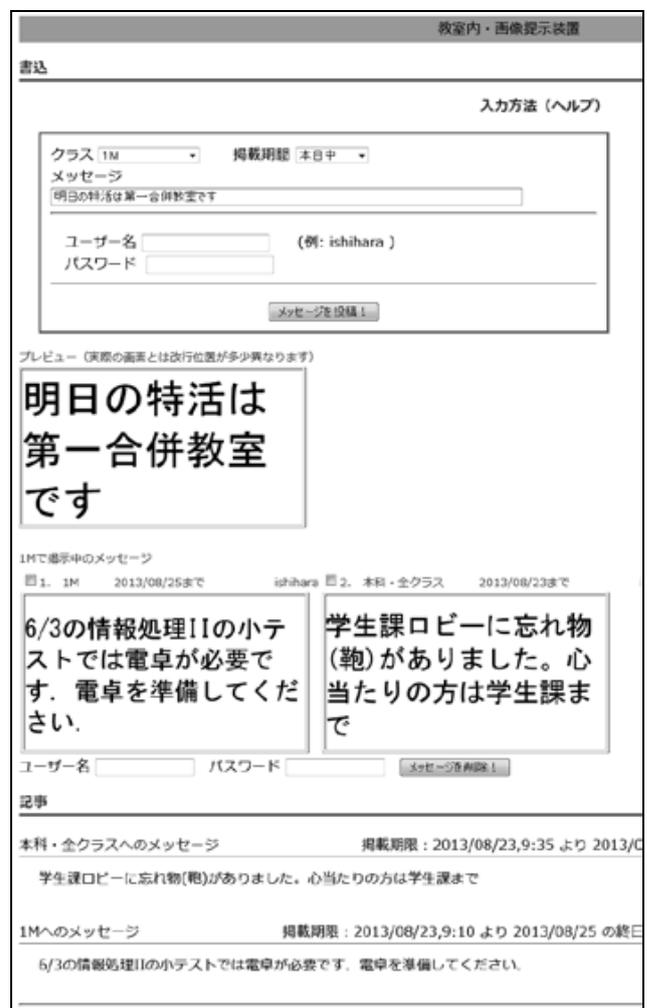 教室内・画像提示装置
書込
入力方法（ヘルプ）
クラス 1M 掲載期間 本日中
メッセージ
明日の特活は第一合併教室です
ユーザー名 (例: ishihara )
パスワード
メッセージを投稿！
プレビュー（実際の画面とは改行位置が多少異なります）
明日の特活は
第一合併教室
です
1Mで掲示中のメッセージ
1. 1M 2013/08/25まで ishihara 2. 本科・全クラス 2013/08/23まで
6/3の情報処理IIの小テ
ストでは電卓が必要で
す．電卓を準備してくだ
さい．
学生課ロビーに忘れ物
(鞄)がありました。心
当たりの方は学生課ま
で
ユーザー名 パスワード メッセージを削除！
記事
本科・全クラスへのメッセージ 掲載期限：2013/08/23,9:35 より 2013/0
学生課ロビーに忘れ物(鞄)がありました。心当たりの方は学生課まで
1Mへのメッセージ 掲載期限：2013/08/23,9:10 より 2013/08/25 の終日
6/3の情報処理IIの小テストでは電卓が必要です．電卓を準備してください．